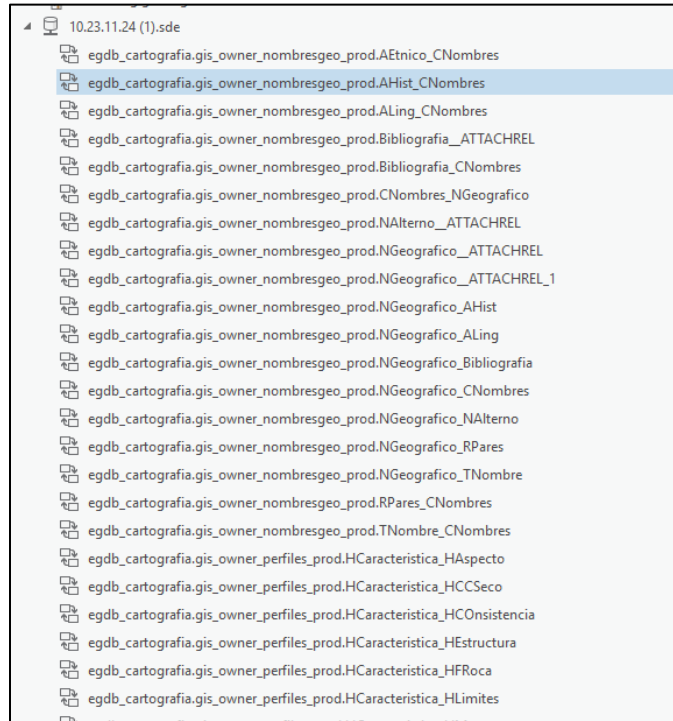 10.23.11.24 (1).sde
egdb_cartografia.gis_owner_nombresgeo_prod.AEtnico_CNombres
egdb_cartografia.gis_owner_nombresgeo_prod.AHist_CNombres
egdb_cartografia.gis_owner_nombresgeo_prod.ALing_CNombres
egdb_cartografia.gis_owner_nombresgeo_prod.Bibliografia__ATTACHREL
egdb_cartografia.gis_owner_nombresgeo_prod.Bibliografia_CNombres
egdb_cartografia.gis_owner_nombresgeo_prod.CNombres_NGeografico
egdb_cartografia.gis_owner_nombresgeo_prod.NAlterno__ATTACHREL
egdb_cartografia.gis_owner_nombresgeo_prod.NGeografico__ATTACHREL
egdb_cartografia.gis_owner_nombresgeo_prod.NGeografico__ATTACHREL_1
egdb_cartografia.gis_owner_nombresgeo_prod.NGeografico_AHist
egdb_cartografia.gis_owner_nombresgeo_prod.NGeografico_ALing
egdb_cartografia.gis_owner_nombresgeo_prod.NGeografico_Bibliografia
egdb_cartografia.gis_owner_nombresgeo_prod.NGeografico_CNombres
egdb_cartografia.gis_owner_nombresgeo_prod.NGeografico_NAlterno
egdb_cartografia.gis_owner_nombresgeo_prod.NGeografico_RPares
egdb_cartografia.gis_owner_nombresgeo_prod.NGeografico_TNombre
egdb_cartografia.gis_owner_nombresgeo_prod.RPares_CNombres
egdb_cartografia.gis_owner_nombresgeo_prod.TNombre_CNombres
egdb_cartografia.gis_owner_perfiles_prod.HCaracteristica_HAspecto
egdb_cartografia.gis_owner_perfiles_prod.HCaracteristica_HCCSeco
egdb_cartografia.gis_owner_perfiles_prod.HCaracteristica_HCOnsistencia
egdb_cartografia.gis_owner_perfiles_prod.HCaracteristica_HEstructura
egdb_cartografia.gis_owner_perfiles_prod.HCaracteristica_HFRoca
egdb_cartografia.gis_owner_perfiles_prod.HCaracteristica_HLimites